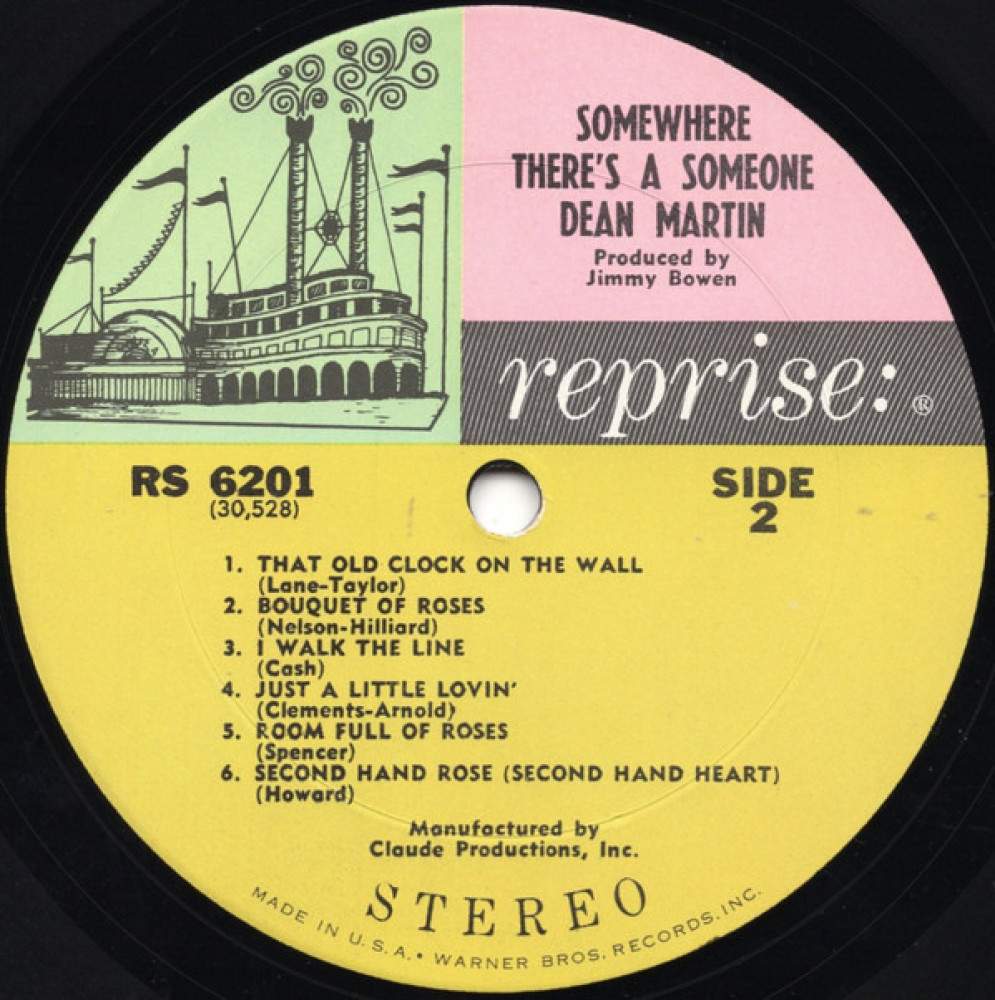 SOMEWHERE
THERE'S A SOMEONE
DEAN MARTIN
Produced by
Jimmy Bowen
reprise:®
RS 6201
(30,528)
SIDE
2
1. THAT OLD CLOCK ON THE WALL
(Lane-Taylor)
2. BOUQUET OF ROSES
(Nelson-Hilliard)
3. I WALK THE LINE
(Cash)
4. JUST A LITTLE LOVIN'
(Clements-Arnold)
5. ROOM FULL OF ROSES
(Spencer)
6. SECOND HAND ROSE (SECOND HAND HEART)
(Howard)
Manufactured by
Claude Productions, Inc.
STEREO
MADE IN U.S.A. • WARNER BROS. RECORDS. INC.